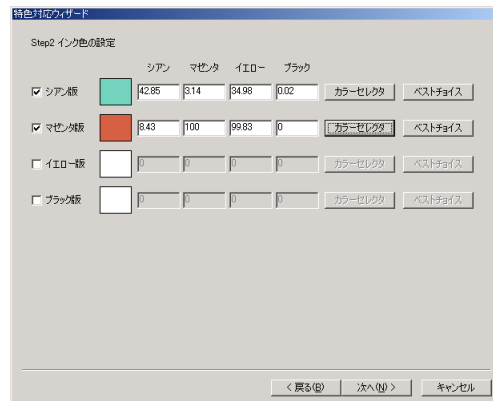 特色対応ウィザード
Step2 インク色の設定
シアン マゼンタ イエロー ブラック
シアン版 42.85 3.14 34.98 0.02 カラーセレクタ ベストチョイス
マゼンタ版 8.43 100 99.83 0 カラーセレクタ ベストチョイス
イエロー版 0 0 0 0 カラーセレクタ ベストチョイス
ブラック版 0 0 0 0 カラーセレクタ ベストチョイス
< 戻る(B) 次へ(N) > キャンセル